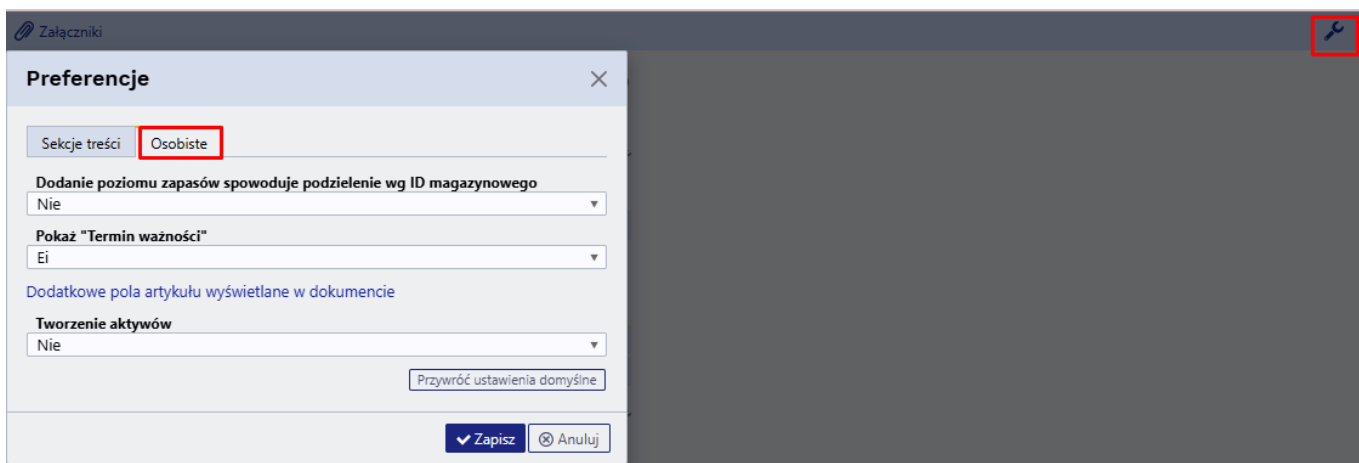 Załączniki
Preferencje
Sekcje treści
Osobiste
Dodanie poziomu zapasów spowoduje podzielenie wg ID magazynowego
Nie
Pokaż "Termin ważności"
Ei
Dodatkowe pola artykułu wyświetlane w dokumencie
Tworzenie aktywów
Nie
Przywróć ustawienia domyślne
Zapisz
Anuluj